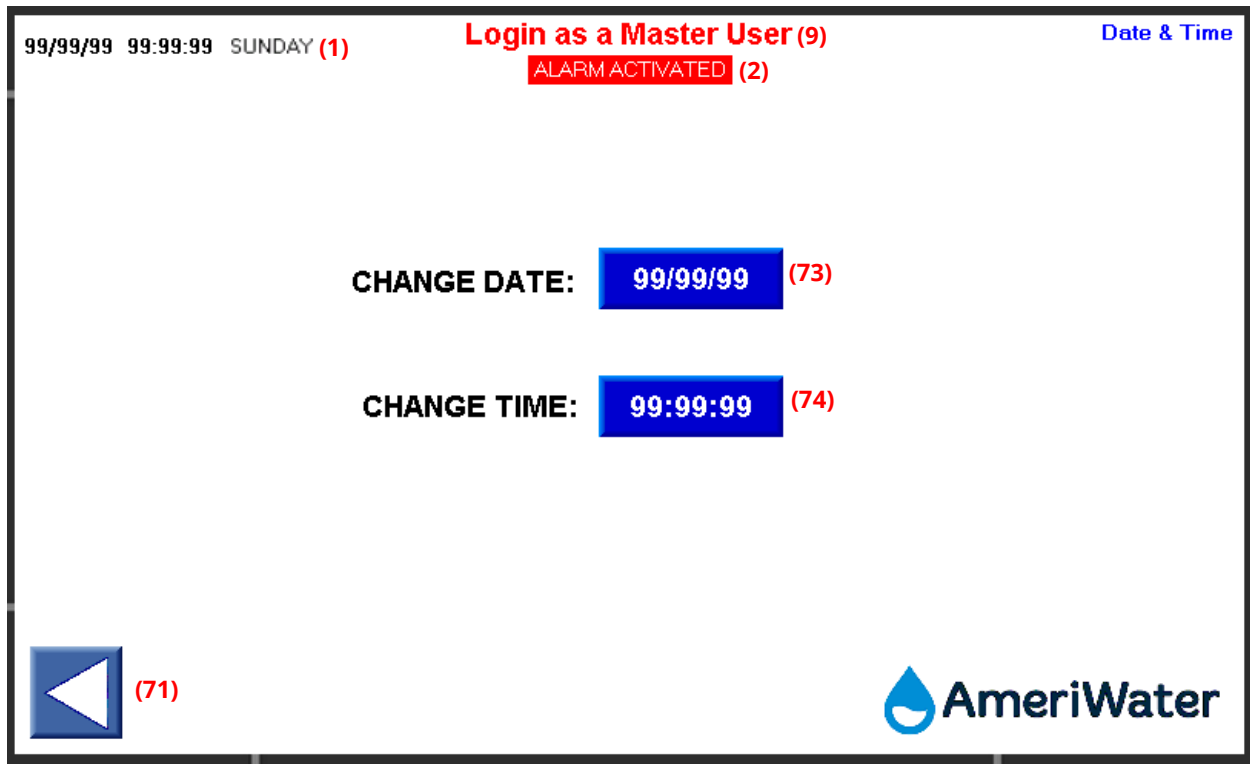 99/99/99 99:99:99 SUNDAY (1)
Login as a Master User (9)
Date & Time
ALARM ACTIVATED (2)
CHANGE DATE: 99/99/99 (73)
CHANGE TIME: 99:99:99 (74)
(71)
AmeriWater